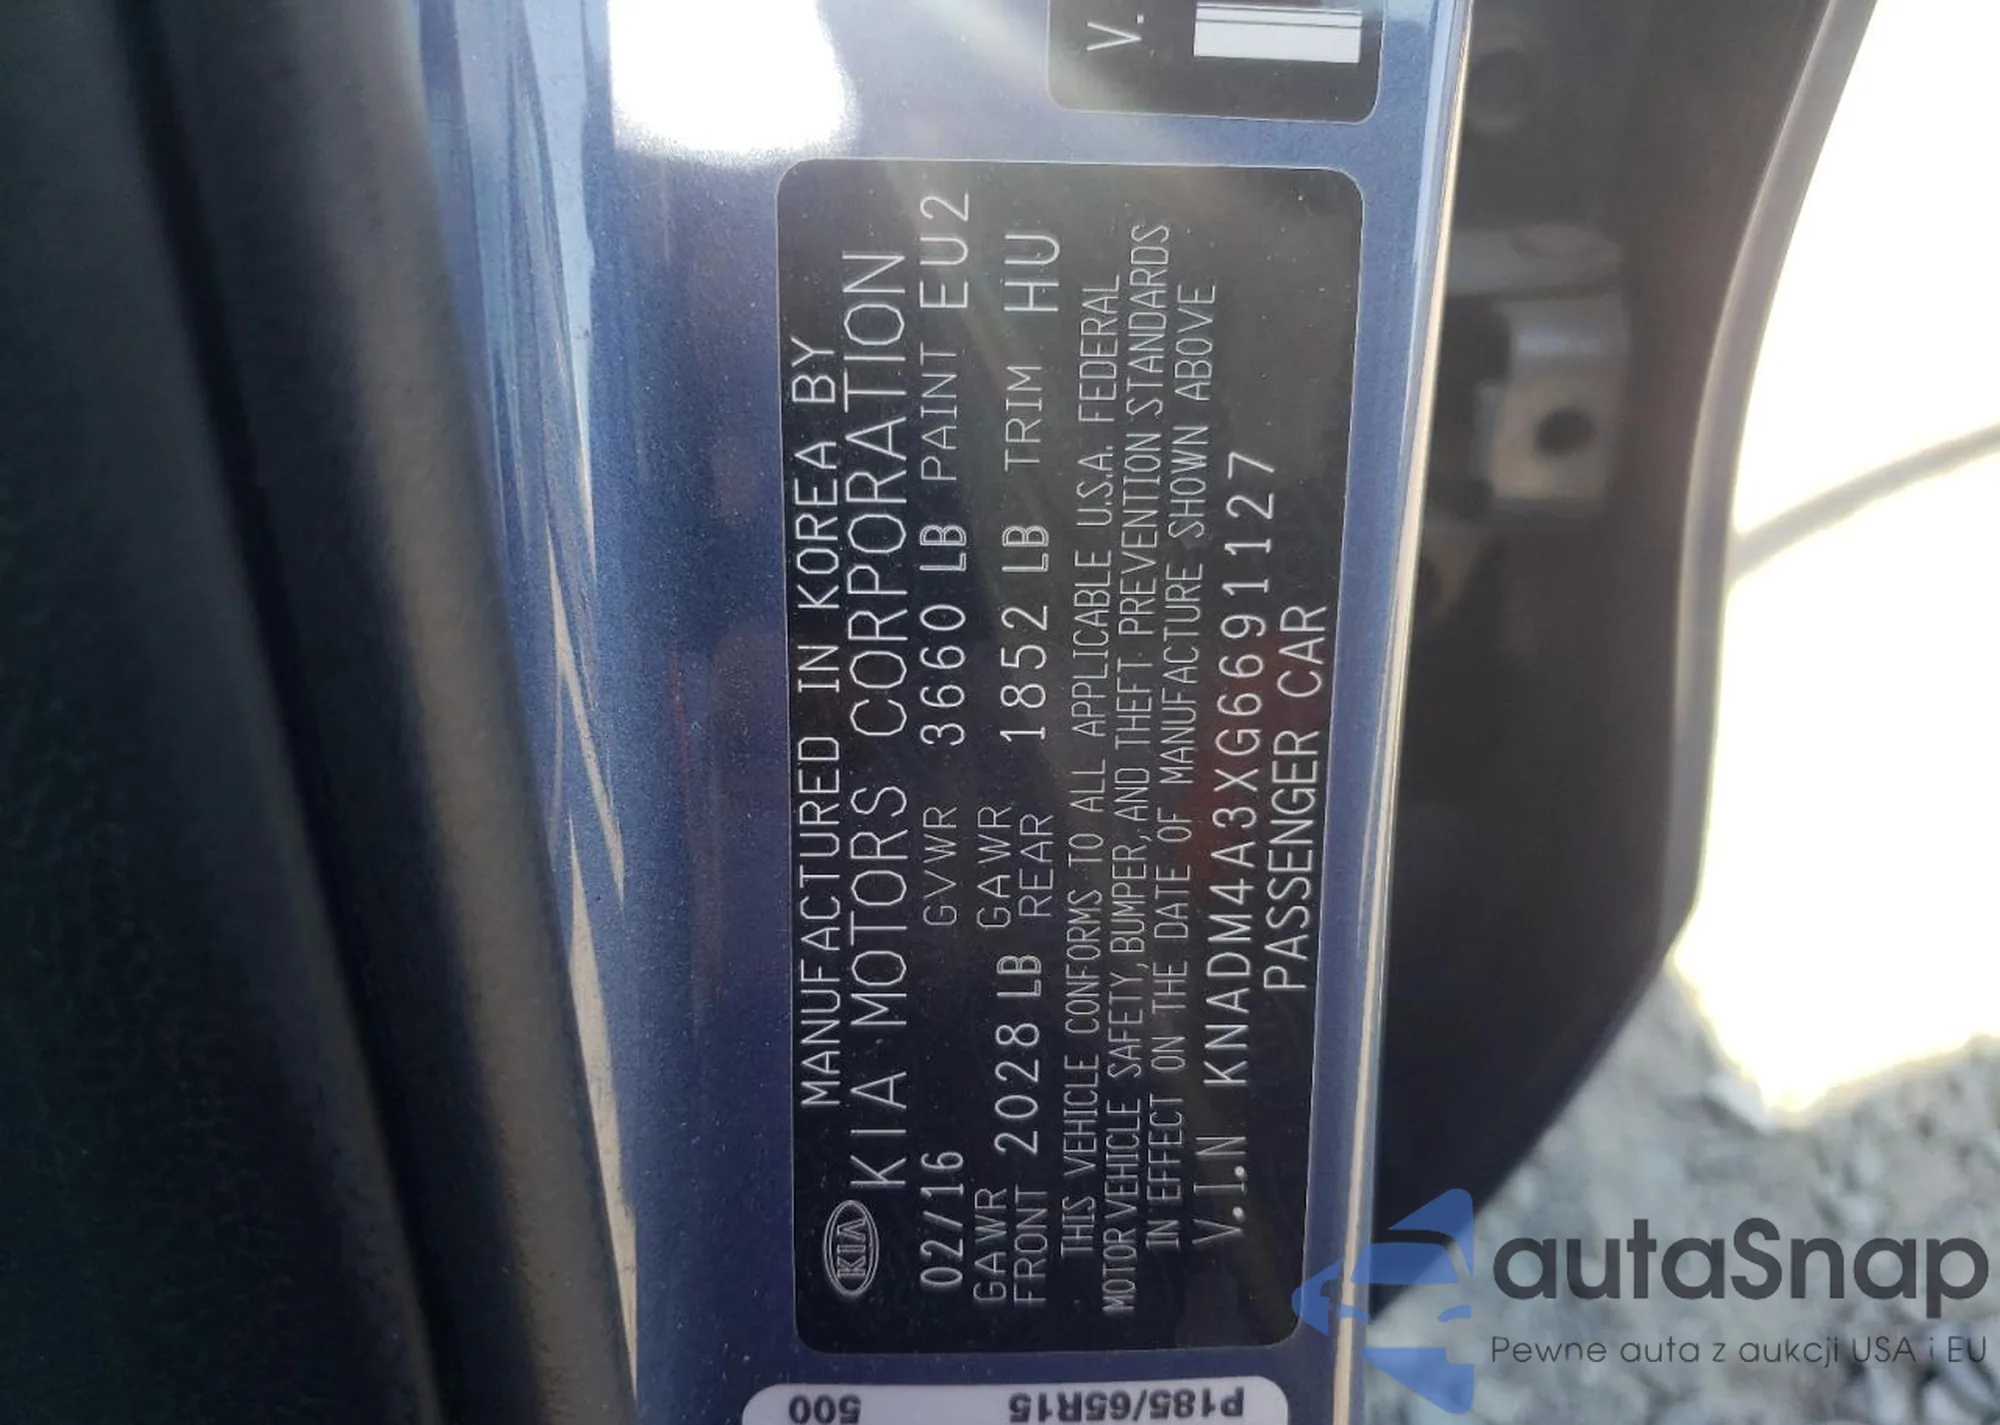 V.
MANUFACTURED IN KOREA BY
KIA KIA MOTORS CORPORATION
02/16 GVWR 3660 LB PAINT EU2
GAWR FRONT 2028 LB GAWR REAR 1852 LB TRIM HU
THIS VEHICLE CONFORMS TO ALL APPLICABLE U.S.A. FEDERAL
MOTOR VEHICLE SAFETY, BUMPER, AND THEFT PREVENTION STANDARDS
IN EFFECT ON THE DATE OF MANUFACTURE SHOWN ABOVE
V.I.N KNADM4A3XG6691127
PASSENGER CAR
P185/65R15
500
autaSnap
Pewne auta z aukcji USA i EU